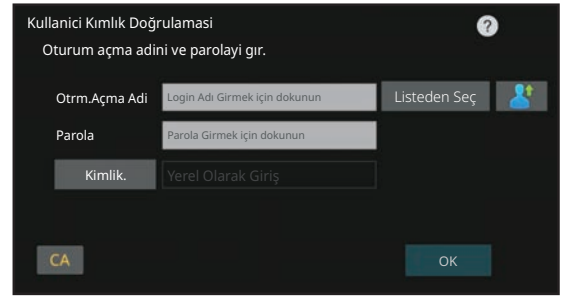 Kullanici Kımlık Doğrulamasi
?
Oturum açma adini ve parolayi gır.
Otrm.Açma Adi Login Adı Girmek için dokunun Listeden Seç
Parola Parola Girmek için dokunun
Kimlik. Yerel Olarak Giriş
CA OK